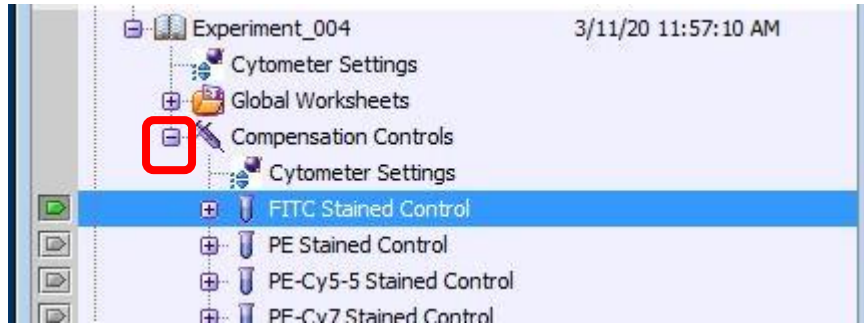 Experiment_004 3/11/20 11:57:10 AM
Cytometer Settings
Global Worksheets
Compensation Controls
Cytometer Settings
FITC Stained Control
PE Stained Control
PE-Cy5-5 Stained Control
PE-Cy7 Stained Control